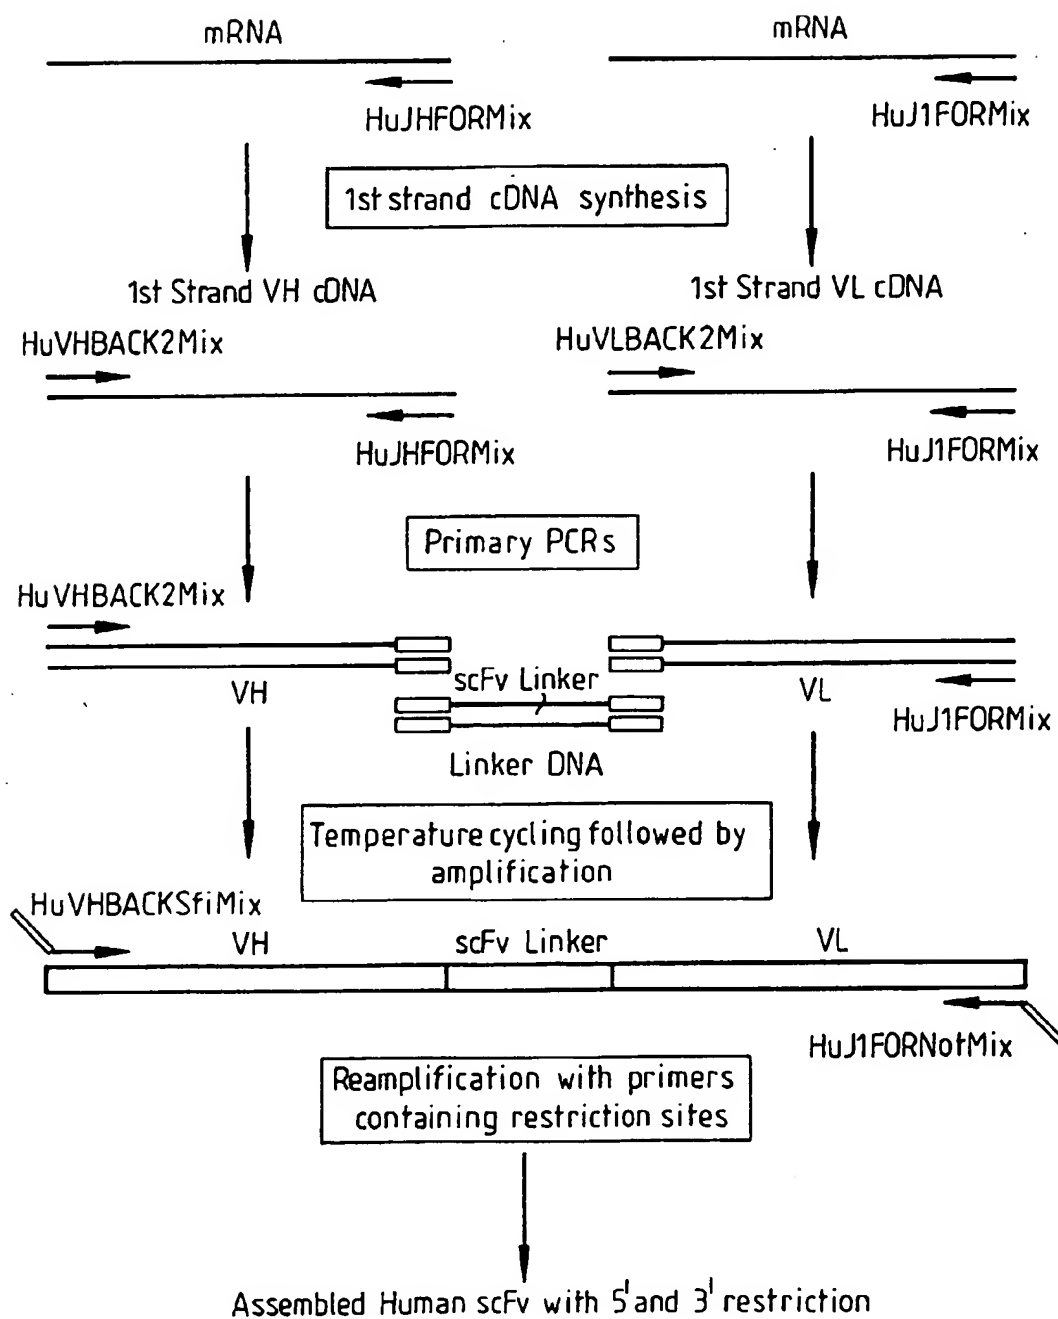 mRNA
mRNA
HuJHFORMix
HuJ1FORMix
1st strand cDNA synthesis
1st Strand VH cDNA
1st Strand VL cDNA
HuVHBACK2Mix
HuVLBACK2Mix
HuJHFORMix
HuJ1FORMix
Primary PCRs
HuVHBACK2Mix
VH
scFv Linker
VL
HuJ1FORMix
Linker DNA
Temperature cycling followed by
amplification
HuVHBACKSfiMix
VH
scFv Linker
VL
HuJ1FORNotMix
Reamplification with primers
containing restriction sites
Assembled Human scFv with 5' and 3' restriction